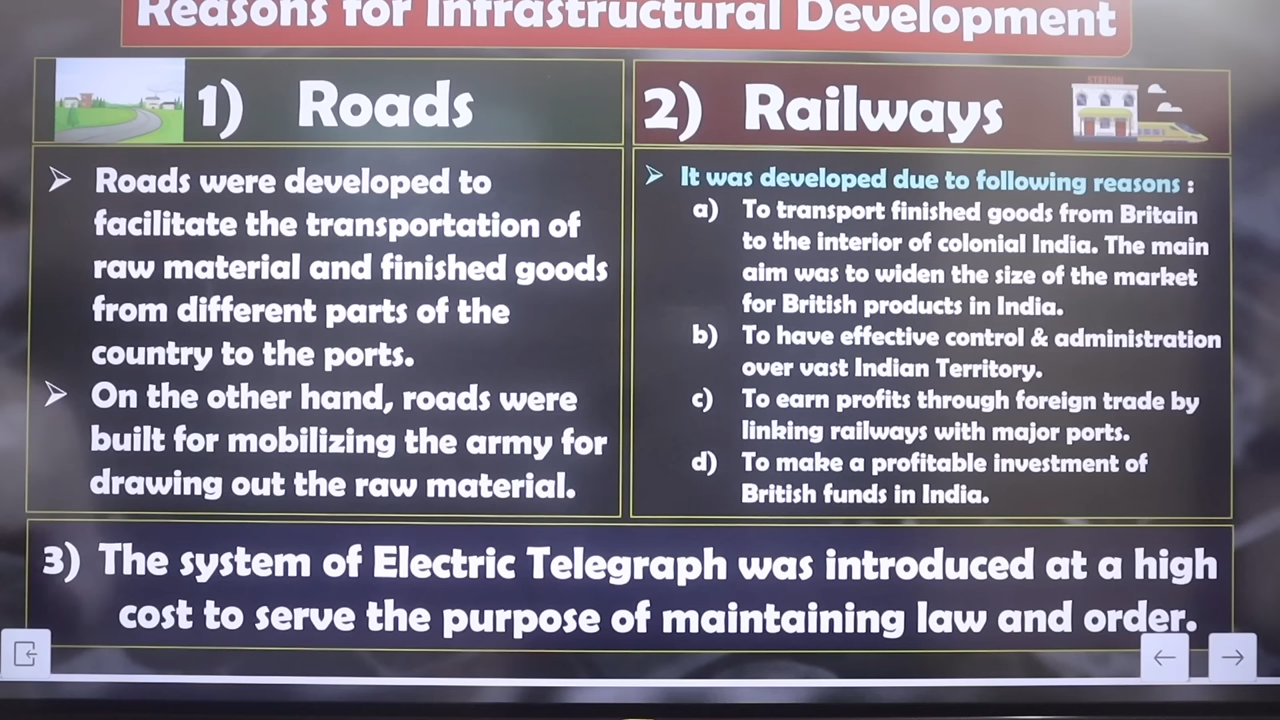 Reasons for Infrastructural Development
1) Roads
➢ Roads were developed to
facilitate the transportation of
raw material and finished goods
from different parts of the
country to the ports.
➢ On the other hand, roads were
built for mobilizing the army for
drawing out the raw material.
2) Railways
STATION
➢ It was developed due to following reasons :
a) To transport finished goods from Britain
to the interior of colonial India. The main
aim was to widen the size of the market
for British products in India.
b) To have effective control & administration
over vast Indian Territory.
c) To earn profits through foreign trade by
linking railways with major ports.
d) To make a profitable investment of
British funds in India.
3) The system of Electric Telegraph was introduced at a high
cost to serve the purpose of maintaining law and order.